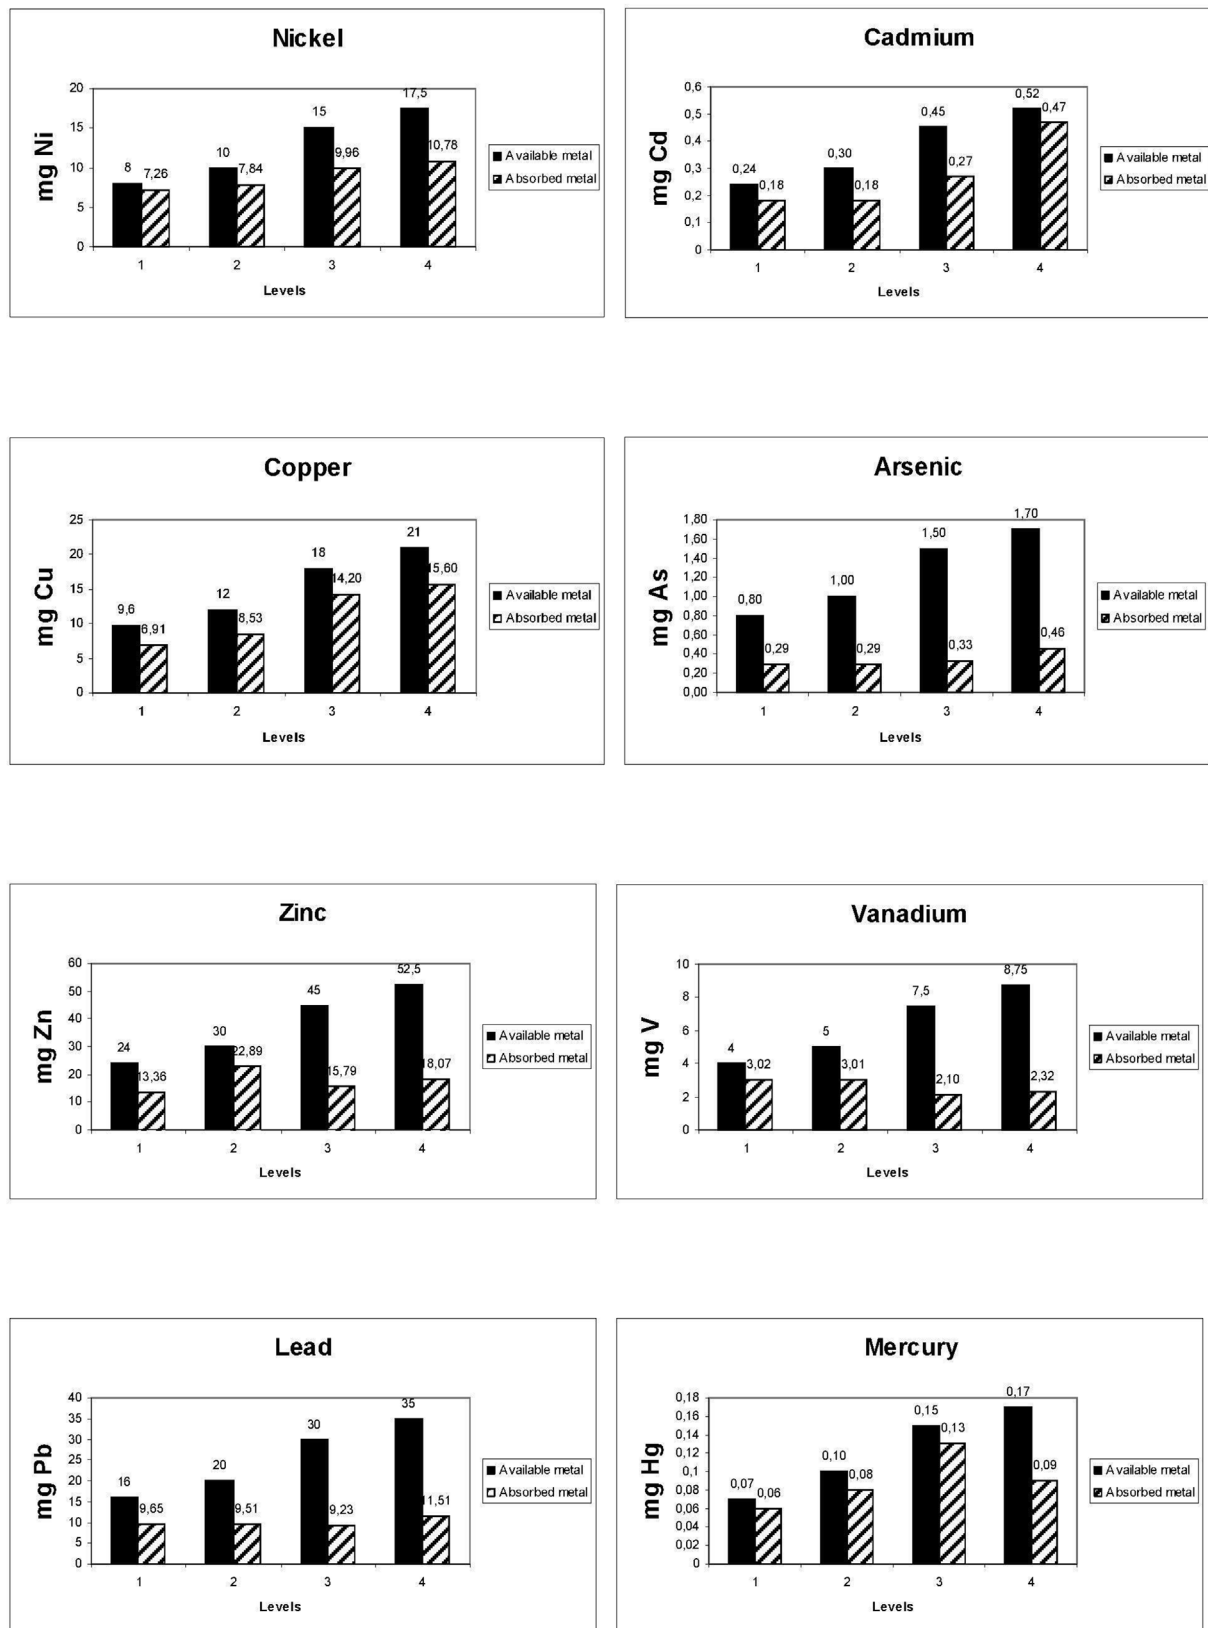 Nickel
mg Ni
20
15
10
5
0
8
7,26
10
7,84
15
9,96
17,5
10,78
1 2 3 4
Levels
Available metal
Absorbed metal
Cadmium
mg Cd
0,6
0,5
0,4
0,3
0,2
0,1
0
0,24
0,18
0,30
0,18
0,45
0,27
0,52
0,47
1 2 3 4
Levels
Available metal
Absorbed metal
Copper
mg Cu
25
20
15
10
5
0
9,6
6,91
12
8,53
18
14,20
21
15,60
1 2 3 4
Levels
Available metal
Absorbed metal
Arsenic
mg As
1,80
1,60
1,40
1,20
1,00
0,80
0,60
0,40
0,20
0,00
0,80
0,29
1,00
0,29
1,50
0,33
1,70
0,46
1 2 3 4
Levels
Available metal
Absorbed metal
Zinc
mg Zn
60
50
40
30
20
10
0
24
13,36
30
22,89
45
15,79
52,5
18,07
1 2 3 4
Levels
Available metal
Absorbed metal
Vanadium
mg V
10
8
6
4
2
0
4
3,02
5
3,01
7,5
2,10
8,75
2,32
1 2 3 4
Levels
Available metal
Absorbed metal
Lead
mg Pb
40
35
30
25
20
15
10
5
0
16
9,65
20
9,51
30
9,23
35
11,51
1 2 3 4
Levels
Available metal
Absorbed metal
Mercury
mg Hg
0,18
0,16
0,14
0,12
0,1
0,08
0,06
0,04
0,02
0
0,07
0,06
0,10
0,08
0,15
0,13
0,17
0,09
1 2 3 4
Levels
Available metal
Absorbed metal